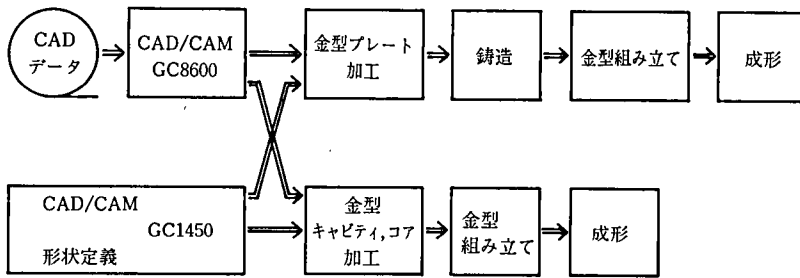 CAD
データ
CAD/CAM
GC8600
金型プレート
加工
鋳造
金型組み立て
成形
CAD/CAM
GC1450
形状定義
金型
キャビティ,コア
加工
金型
組み立て
成形